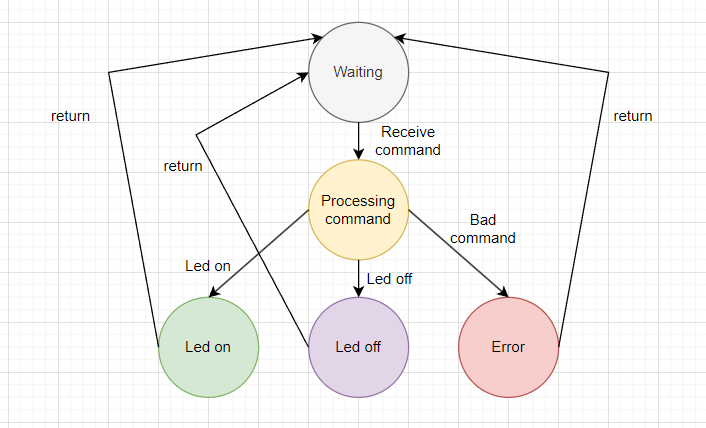 Waiting
return
return
Receive
command
return
Processing
command
Bad
command
Led on
Led off
Led on
Led off
Error